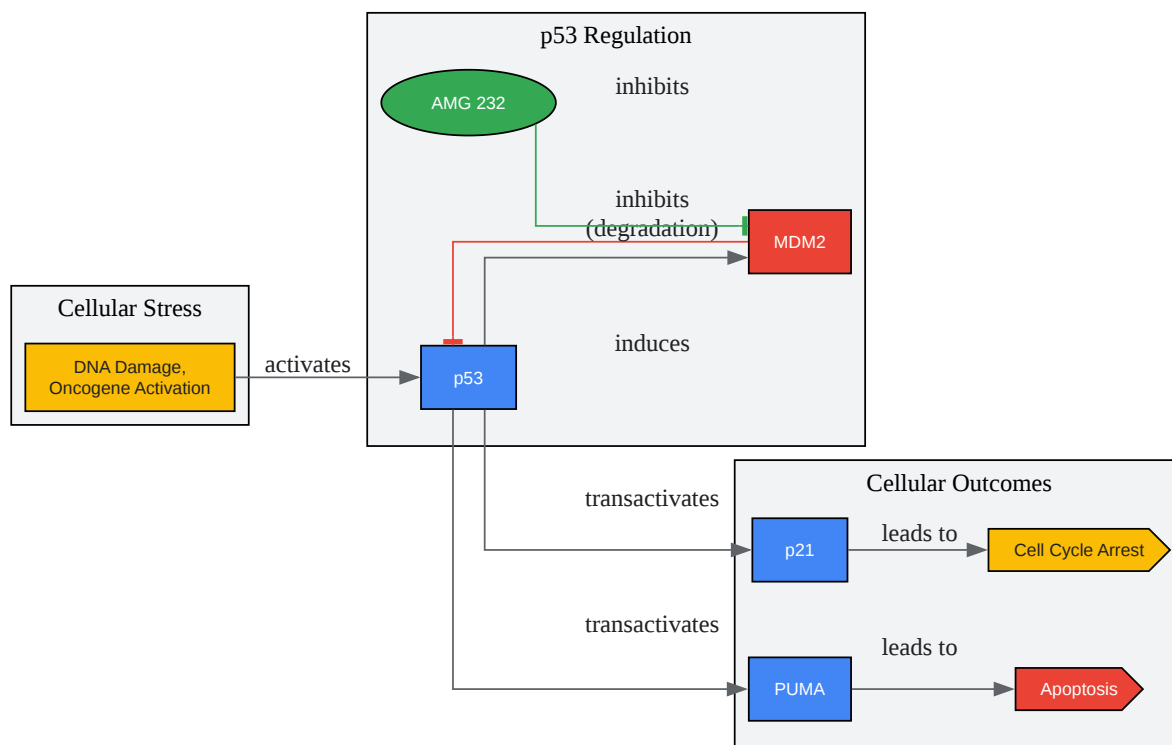 p53 Regulation
AMG 232
inhibits
inhibits
(degradation)
MDM2
Cellular Stress
DNA Damage,
Oncogene Activation
activates
p53
induces
Cellular Outcomes
transactivates
p21
leads to
Cell Cycle Arrest
transactivates
PUMA
leads to
Apoptosis